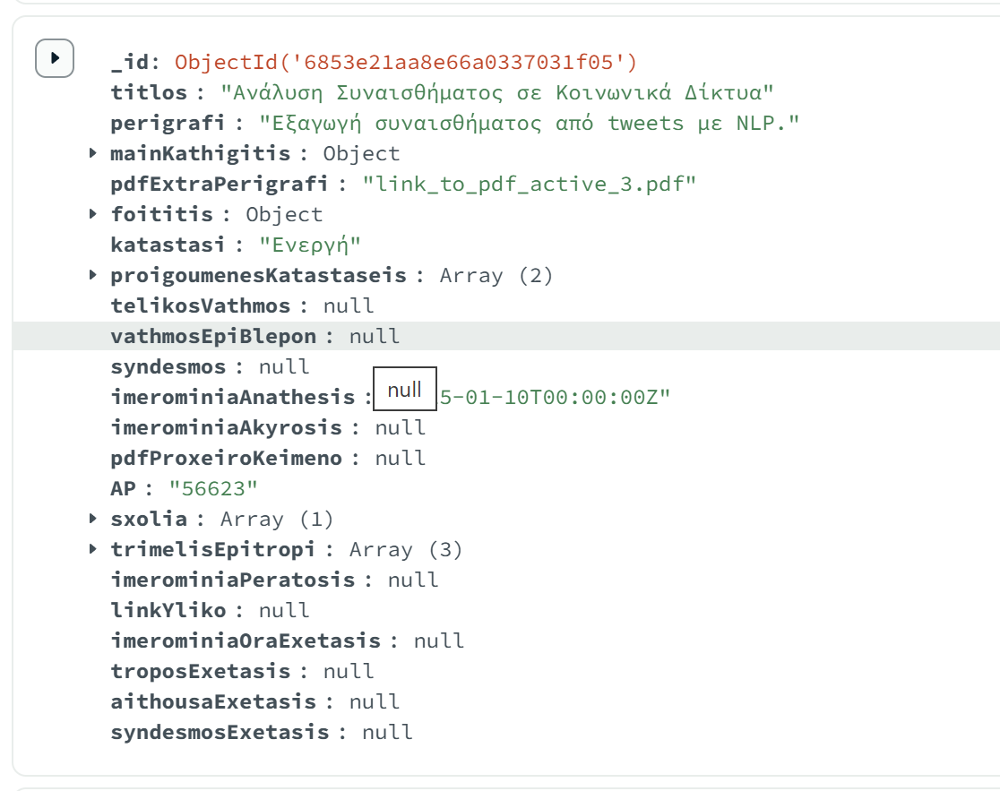 _id: ObjectId('6853e21aa8e66a0337031f05')
titlos : "Ανάλυση Συναισθήματος σε Κοινωνικά Δίκτυα"
perigrafi : "Εξαγωγή συναισθήματος από tweets με NLP."
mainKathigitis : Object
pdfExtraPerigrafi : "link_to_pdf_active_3.pdf"
foititis : Object
katastasi : "Ενεργή"
proigoumenesKatastaseis : Array (2)
telikosVathmos : null
vathmosEpiBlepon : null
syndesmos : null
null
imerominiaAnathesis : 5-01-10T00:00:00Z"
imerominiaAkyrosis : null
pdfProxeiroKeimeno : null
AP : "56623"
sxolia : Array (1)
trimelisEpitropi : Array (3)
imerominiaPeratosis : null
linkYliko : null
imerominiaOraExetasis : null
troposExetasis : null
aithousaExetasis : null
syndesmosExetasis : null